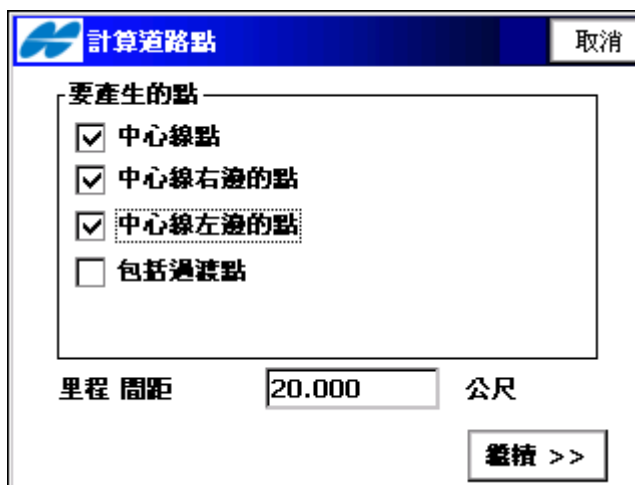 計算道路點 取消
要產生的點
中心線點
中心線右邊的點
中心線左邊的點
包括過渡點
里程 間距 20.000 公尺
繼續 >>